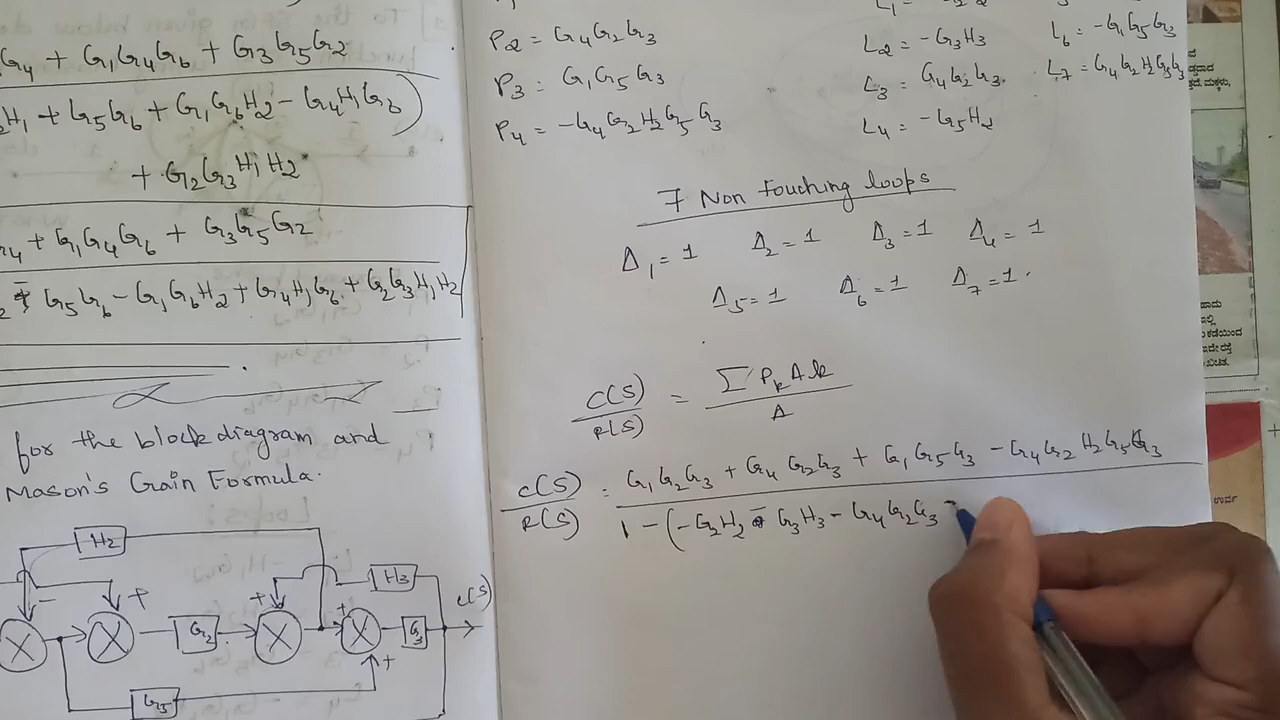 G4 + G1G4G6 + G3G5G2
2H1 + G5G6 + G1G6H2 - G4H1G6)
+ G2G3H1H2
G4 + G1G4G6 + G3G5G2
G5G6 - G1G6H2 + G4H1G6 + G2G3H1H2
for the block diagram and
Mason's Grain Formula.
H2
H3
C(S)
- +
+
+
G2
G3
+
G5
P2 = G4G2G3
P3 = G1G5G3
P4 = -G4G2H2G5G3
L2 = -G3H3
L3 = G4G2G3.
L4 = -G5H2
L6 = -G1G5G3
L7 = G4G2H2G5G3
7 Non touching loops
Δ1 = 1 Δ2 = 1 Δ3 = 1 Δ4 = 1
Δ5 = 1 Δ6 = 1 Δ7 = 1.
C(S)/R(S) = Σ Pk Δk / Δ
C(S)/R(S) = G1G2G3 + G4G2G3 + G1G5G3 - G4G2H2G5G3
1 - (-G2H2 - G3H3 - G4G2G3 -